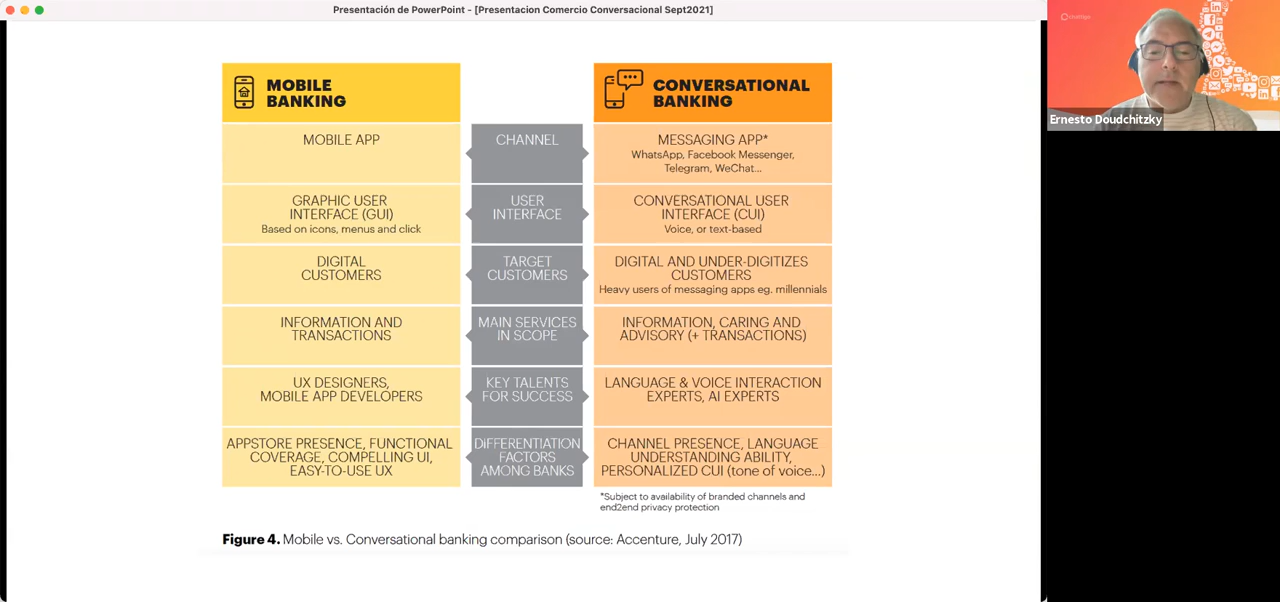 Presentación de PowerPoint - [Presentacion Comercio Conversacional Sept2021]
Ernesto Doudchitzky
MOBILE
BANKING
CONVERSATIONAL
BANKING
MOBILE APP
CHANNEL
MESSAGING APP*
WhatsApp, Facebook Messenger,
Telegram, WeChat...
GRAPHIC USER
INTERFACE (GUI)
Based on icons, menus and click
USER
INTERFACE
CONVERSATIONAL USER
INTERFACE (CUI)
Voice, or text-based
DIGITAL
CUSTOMERS
TARGET
CUSTOMERS
DIGITAL AND UNDER-DIGITIZES
CUSTOMERS
Heavy users of messaging apps eg. millennials
INFORMATION AND
TRANSACTIONS
MAIN SERVICES
IN SCOPE
INFORMATION, CARING AND
ADVISORY (+ TRANSACTIONS)
UX DESIGNERS,
MOBILE APP DEVELOPERS
KEY TALENTS
FOR SUCCESS
LANGUAGE & VOICE INTERACTION
EXPERTS, AI EXPERTS
APPSTORE PRESENCE, FUNCTIONAL
COVERAGE, COMPELLING UI,
EASY-TO-USE UX
DIFFERENTIATION
FACTORS
AMONG BANKS
CHANNEL PRESENCE, LANGUAGE
UNDERSTANDING ABILITY,
PERSONALIZED CUI (tone of voice...)
*Subject to availability of branded channels and
end2end privacy protection
Figure 4. Mobile vs. Conversational banking comparison (source: Accenture, July 2017)